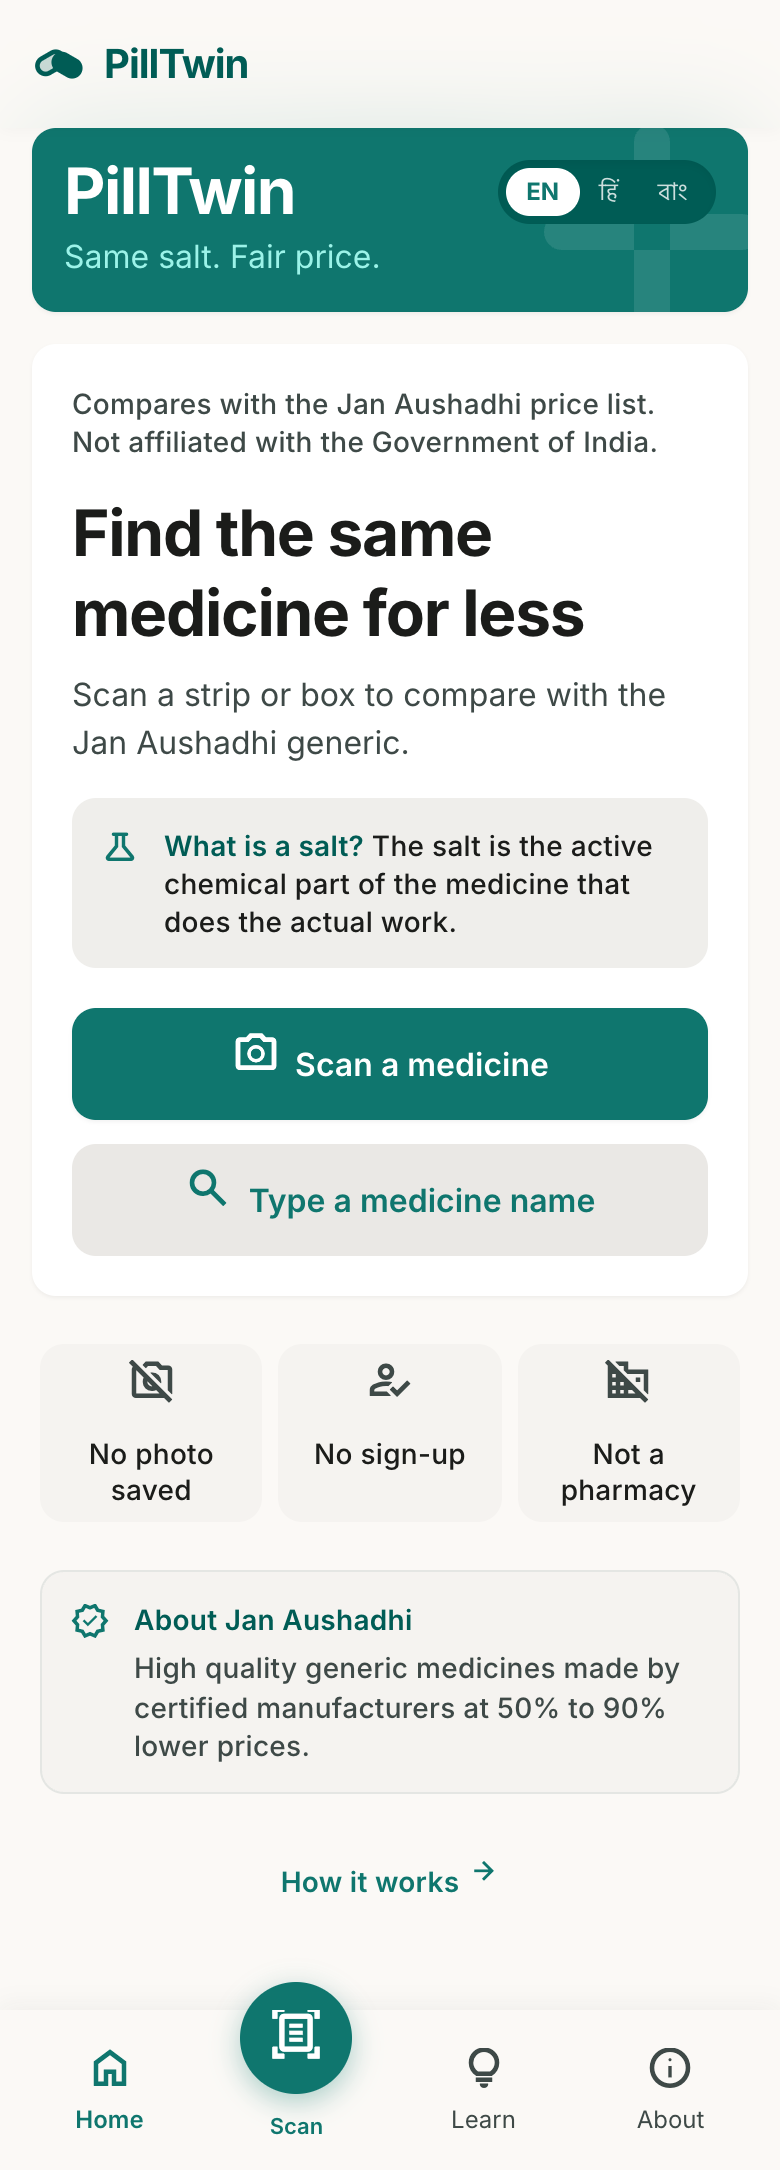 PillTwin
PillTwin
EN हिं বাং
Same salt. Fair price.
Compares with the Jan Aushadhi price list.
Not affiliated with the Government of India.
Find the same
medicine for less
Scan a strip or box to compare with the
Jan Aushadhi generic.
What is a salt? The salt is the active
chemical part of the medicine that
does the actual work.
Scan a medicine
Type a medicine name
No photo
saved
No sign-up
Not a
pharmacy
About Jan Aushadhi
High quality generic medicines made by
certified manufacturers at 50% to 90%
lower prices.
How it works
Home
Scan
Learn
About